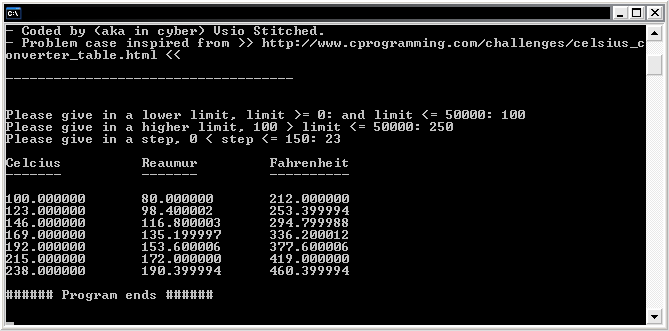 C:\
- Coded by (aka in cyber) Vsio Stitched.
- Problem case inspired from >> http://www.cprogramming.com/challenges/celsius_c
onverter_table.html <<
------------------------------------
Please give in a lower limit, limit >= 0: and limit <= 50000: 100
Please give in a higher limit, 100 > limit <= 50000: 250
Please give in a step, 0 < step <= 150: 23
Celcius Reaumur Fahrenheit
------- ------- ----------
100.000000 80.000000 212.000000
123.000000 98.400002 253.399994
146.000000 116.800003 294.799988
169.000000 135.199997 336.200012
192.000000 153.600006 377.600006
215.000000 172.000000 419.000000
238.000000 190.399994 460.399994
###### Program ends ######